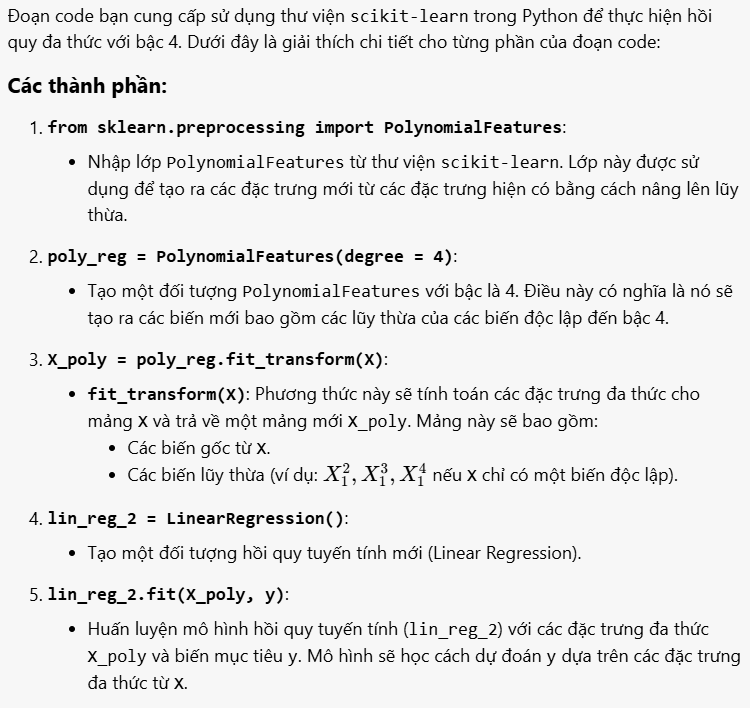 Đoạn code bạn cung cấp sử dụng thư viện scikit-learn trong Python để thực hiện hồi
quy đa thức với bậc 4. Dưới đây là giải thích chi tiết cho từng phần của đoạn code:
Các thành phần:
1. from sklearn.preprocessing import PolynomialFeatures:
• Nhập lớp PolynomialFeatures từ thư viện scikit-learn. Lớp này được sử
dụng để tạo ra các đặc trưng mới từ các đặc trưng hiện có bằng cách nâng lên lũy
thừa.
2. poly_reg = PolynomialFeatures(degree = 4):
• Tạo một đối tượng PolynomialFeatures với bậc là 4. Điều này có nghĩa là nó sẽ
tạo ra các biến mới bao gồm các lũy thừa của các biến độc lập đến bậc 4.
3. X_poly = poly_reg.fit_transform(X):
• fit_transform(X): Phương thức này sẽ tính toán các đặc trưng đa thức cho
mảng X và trả về một mảng mới X_poly. Mảng này sẽ bao gồm:
• Các biến gốc từ X.
• Các biến lũy thừa (ví dụ: X₁², X₁³, X₁⁴ nếu X chỉ có một biến độc lập).
4. lin_reg_2 = LinearRegression():
• Tạo một đối tượng hồi quy tuyến tính mới (Linear Regression).
5. lin_reg_2.fit(X_poly, y):
• Huấn luyện mô hình hồi quy tuyến tính (lin_reg_2) với các đặc trưng đa thức
X_poly và biến mục tiêu y. Mô hình sẽ học cách dự đoán y dựa trên các đặc trưng
đa thức từ X.